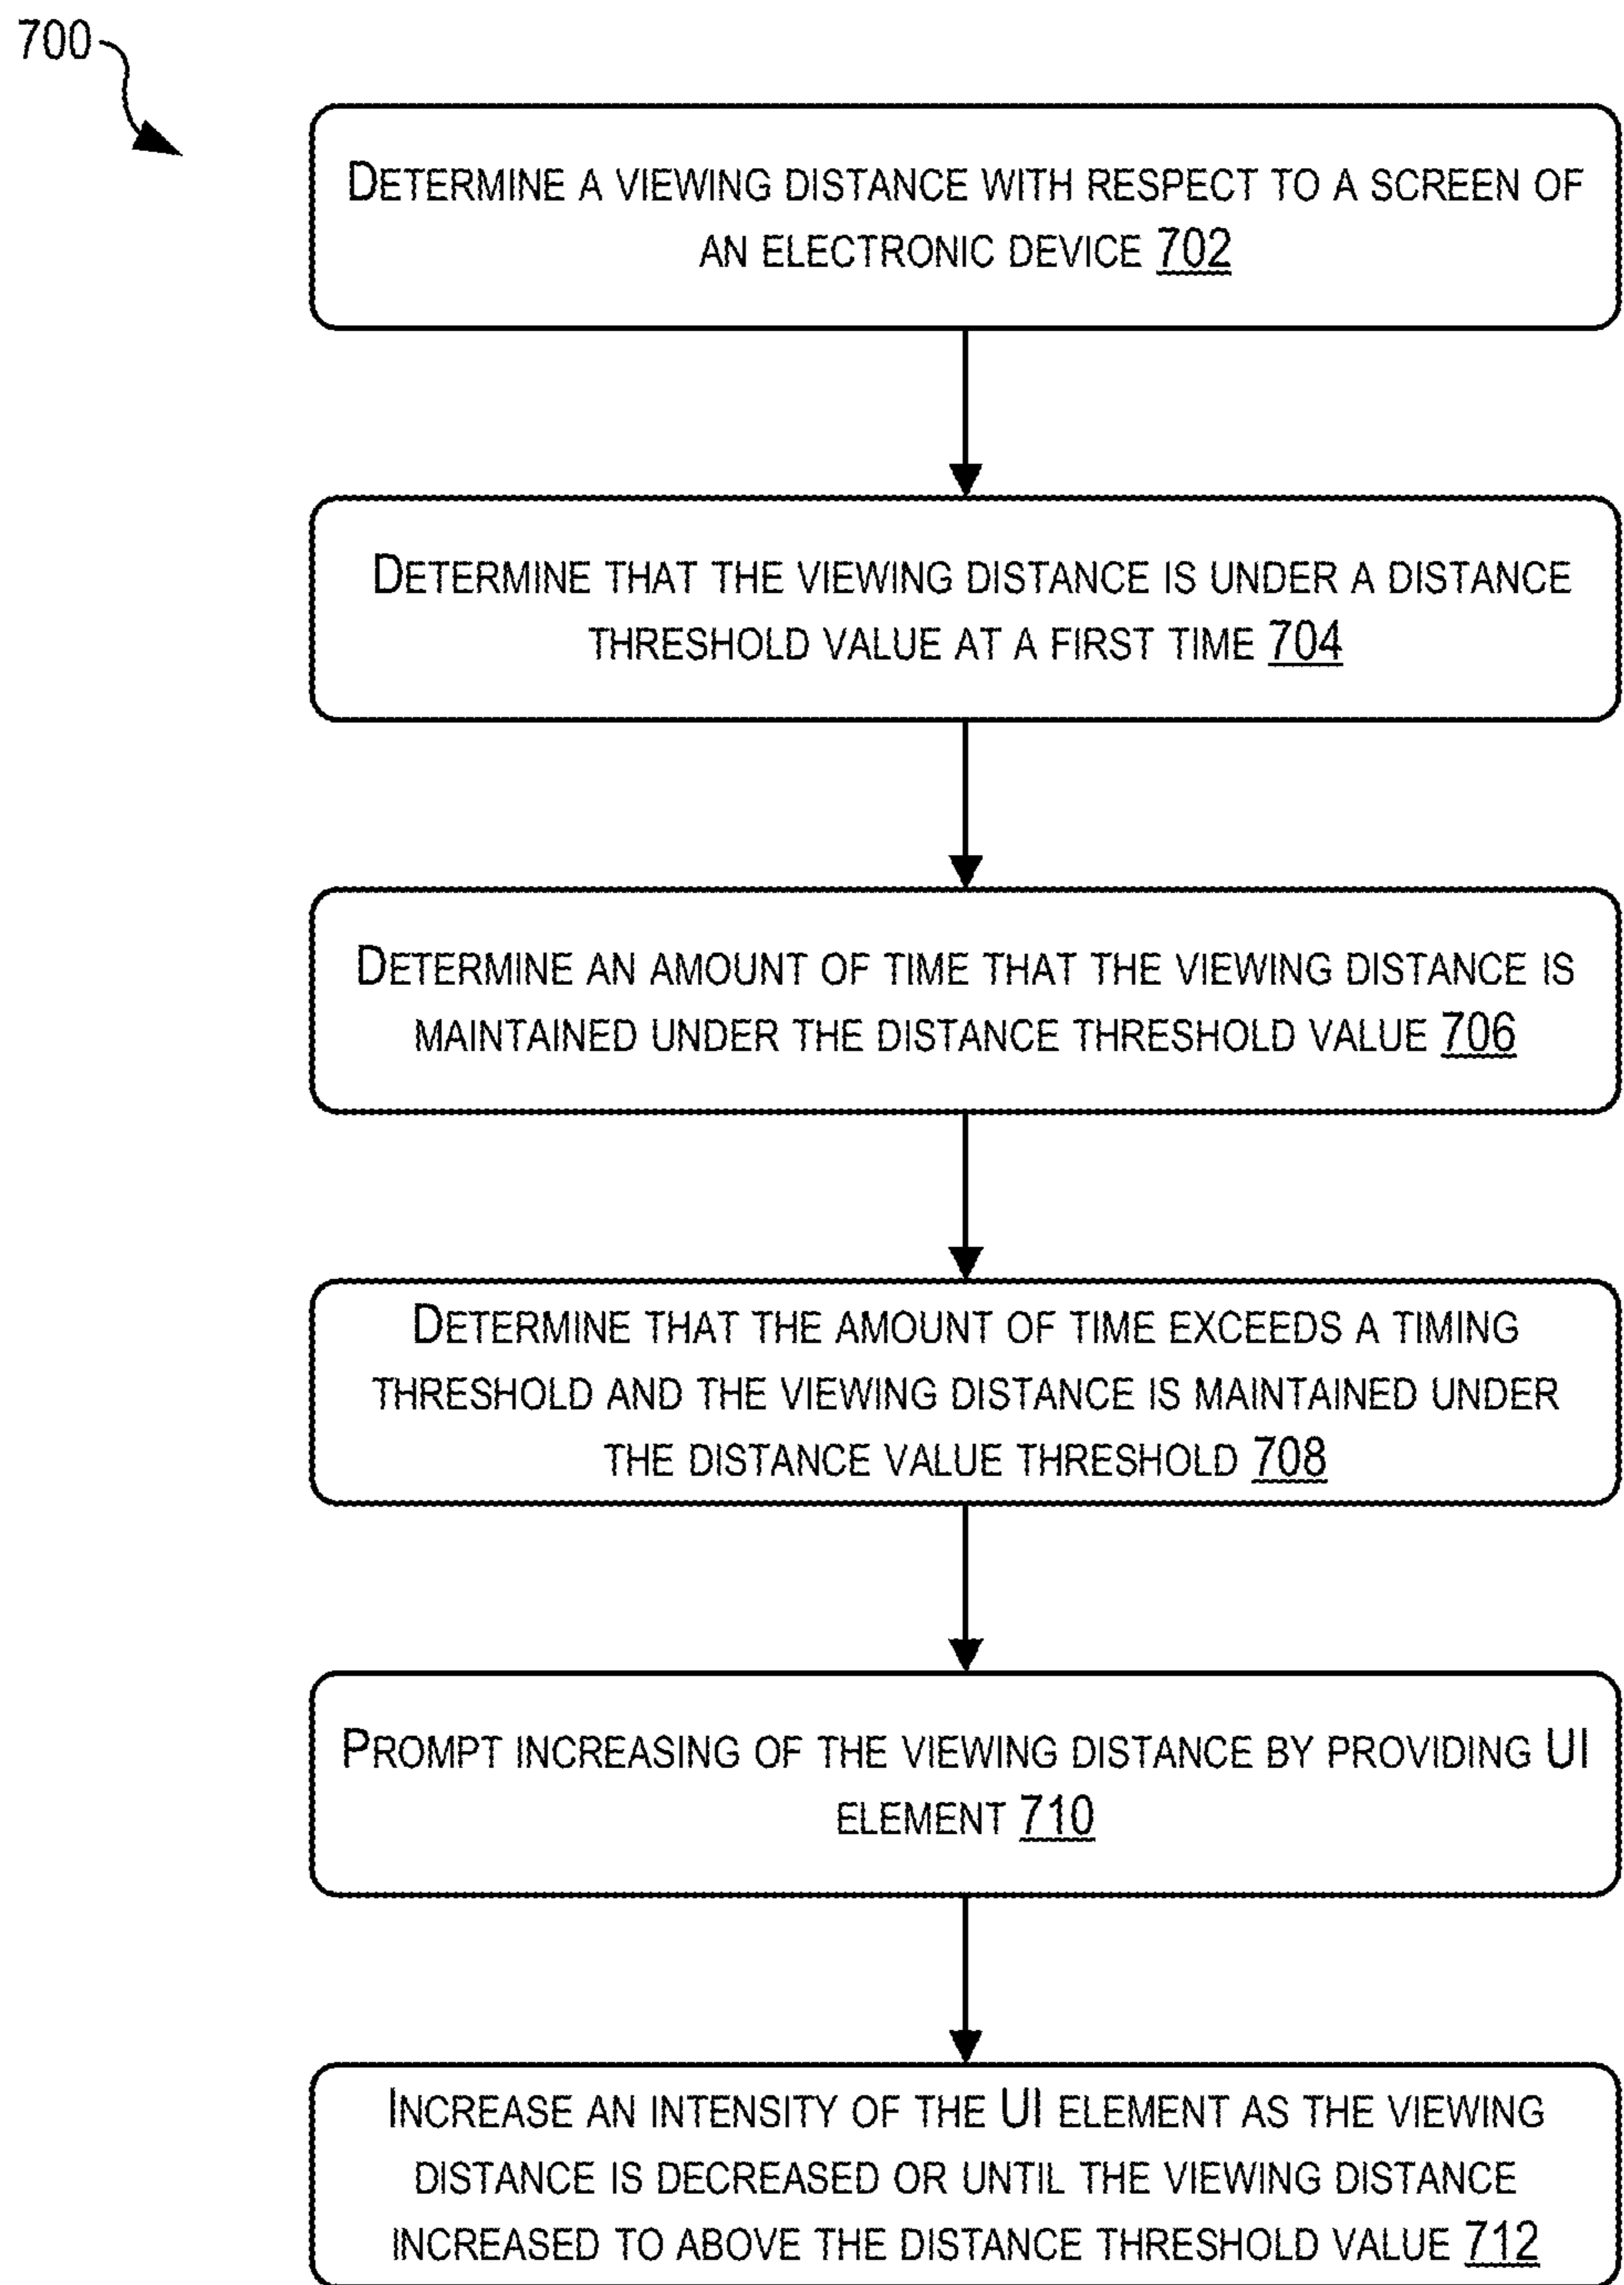 700
DETERMINE A VIEWING DISTANCE WITH RESPECT TO A SCREEN OF
AN ELECTRONIC DEVICE 702
DETERMINE THAT THE VIEWING DISTANCE IS UNDER A DISTANCE
THRESHOLD VALUE AT A FIRST TIME 704
DETERMINE AN AMOUNT OF TIME THAT THE VIEWING DISTANCE IS
MAINTAINED UNDER THE DISTANCE THRESHOLD VALUE 706
DETERMINE THAT THE AMOUNT OF TIME EXCEEDS A TIMING
THRESHOLD AND THE VIEWING DISTANCE IS MAINTAINED UNDER
THE DISTANCE VALUE THRESHOLD 708
PROMPT INCREASING OF THE VIEWING DISTANCE BY PROVIDING UI
ELEMENT 710
INCREASE AN INTENSITY OF THE UI ELEMENT AS THE VIEWING
DISTANCE IS DECREASED OR UNTIL THE VIEWING DISTANCE
INCREASED TO ABOVE THE DISTANCE THRESHOLD VALUE 712